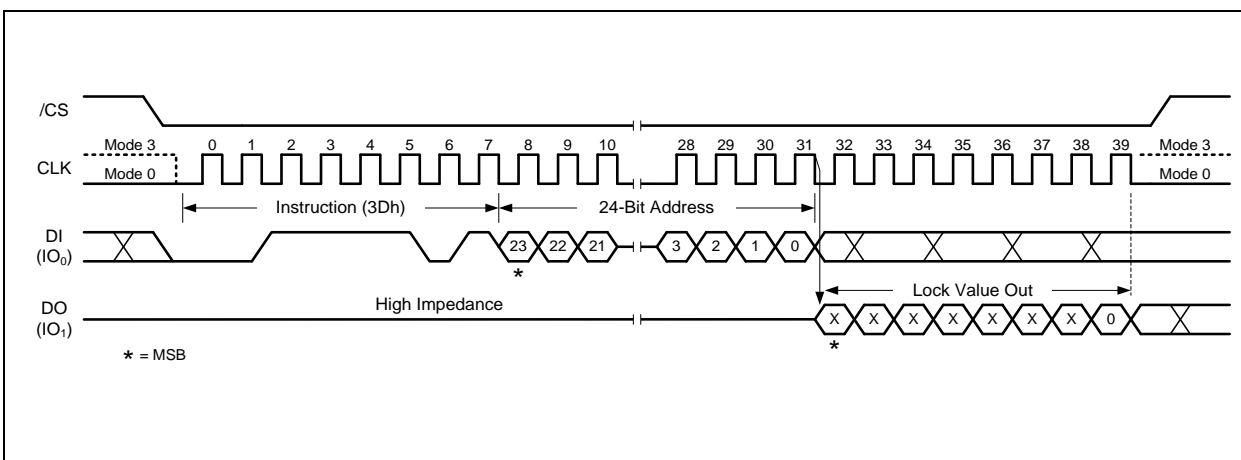 /CS
Mode 3 0 1 2 3 4 5 6 7 8 9 10 28 29 30 31 32 33 34 35 36 37 38 39 Mode 3
CLK
Mode 0 Mode 0
Instruction (3Dh) 24-Bit Address
DI
(IO₀)
23 22 21 3 2 1 0
*
Lock Value Out
High Impedance
DO
(IO₁)
X X X X X X X 0
*
* = MSB